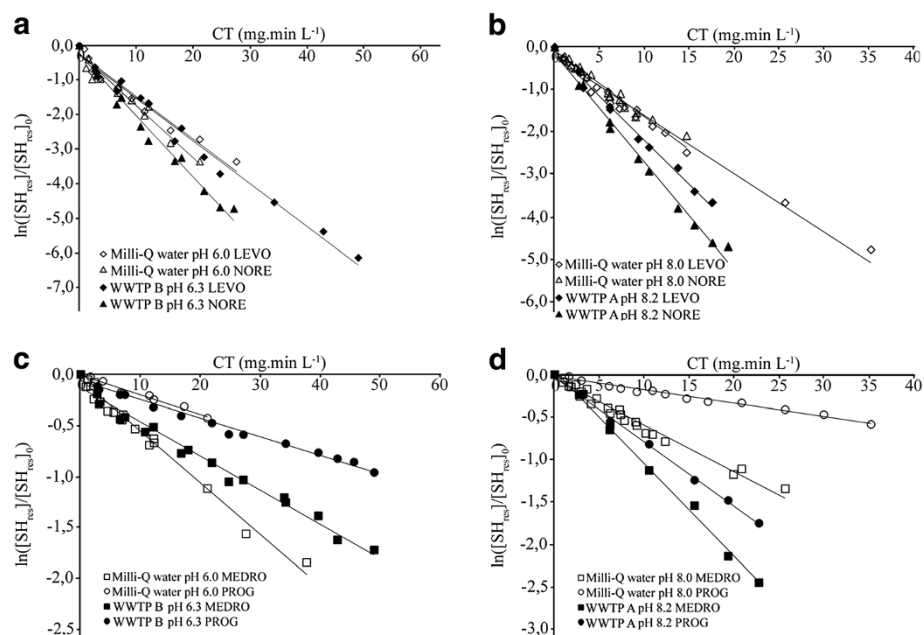 a
CT (mg.min L⁻¹)
0 10 20 30 40 50 60
0,0
-1,0
-2,0
-3,0
-4,0
-5,0
-6,0
-7,0
ln([SHres]/[SHres]0)
Milli-Q water pH 6.0 LEVO
Milli-Q water pH 6.0 NORE
WWTP B pH 6.3 LEVO
WWTP B pH 6.3 NORE
b
CT (mg.min L⁻¹)
5 10 15 20 25 30 35 40
0,0
-1,0
-2,0
-3,0
-4,0
-5,0
-6,0
ln([SHres]/[SHres]0)
Milli-Q water pH 8.0 LEVO
Milli-Q water pH 8.0 NORE
WWTP A pH 8.2 LEVO
WWTP A pH 8.2 NORE
c
CT (mg.min L⁻¹)
10 20 30 40 50 60
0,0
-0,5
-1,0
-1,5
-2,0
-2,5
ln([SHres]/[SHres]0)
Milli-Q water pH 6.0 MEDRO
Milli-Q water pH 6.0 PROG
WWTP B pH 6.3 MEDRO
WWTP B pH 6.3 PROG
d
CT (mg.min L⁻¹)
5 10 15 20 25 30 35 40
0,0
-0,5
-1,0
-1,5
-2,0
-2,5
-3,0
ln([SHres]/[SHres]0)
Milli-Q water pH 8.0 MEDRO
Milli-Q water pH 8.0 PROG
WWTP A pH 8.2 MEDRO
WWTP A pH 8.2 PROG